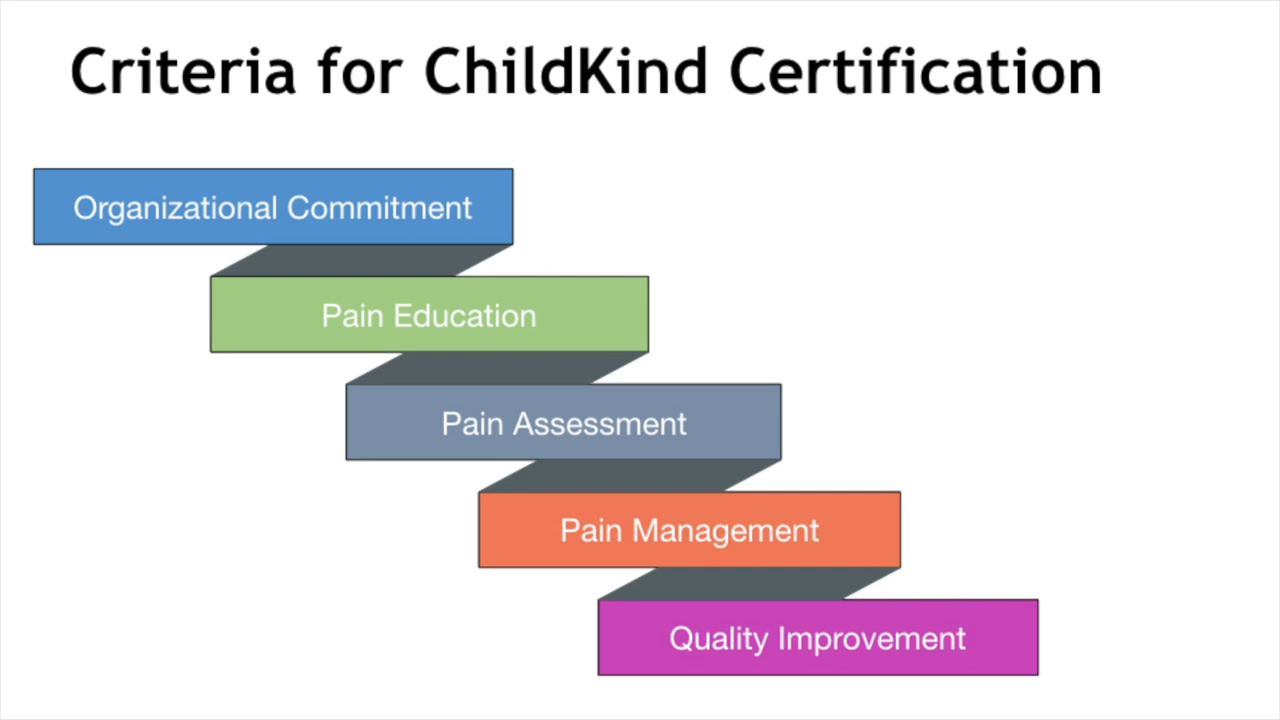 Criteria for ChildKind Certification
Organizational Commitment
Pain Education
Pain Assessment
Pain Management
Quality Improvement